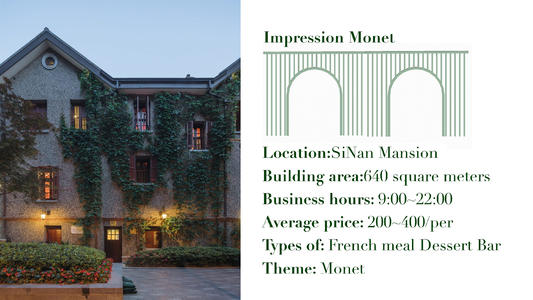 Impression Monet
Location:SiNan Mansion
Building area:640 square meters
Business hours: 9:00~22:00
Average price: 200~400/per
Types of: French meal Dessert Bar
Theme: Monet